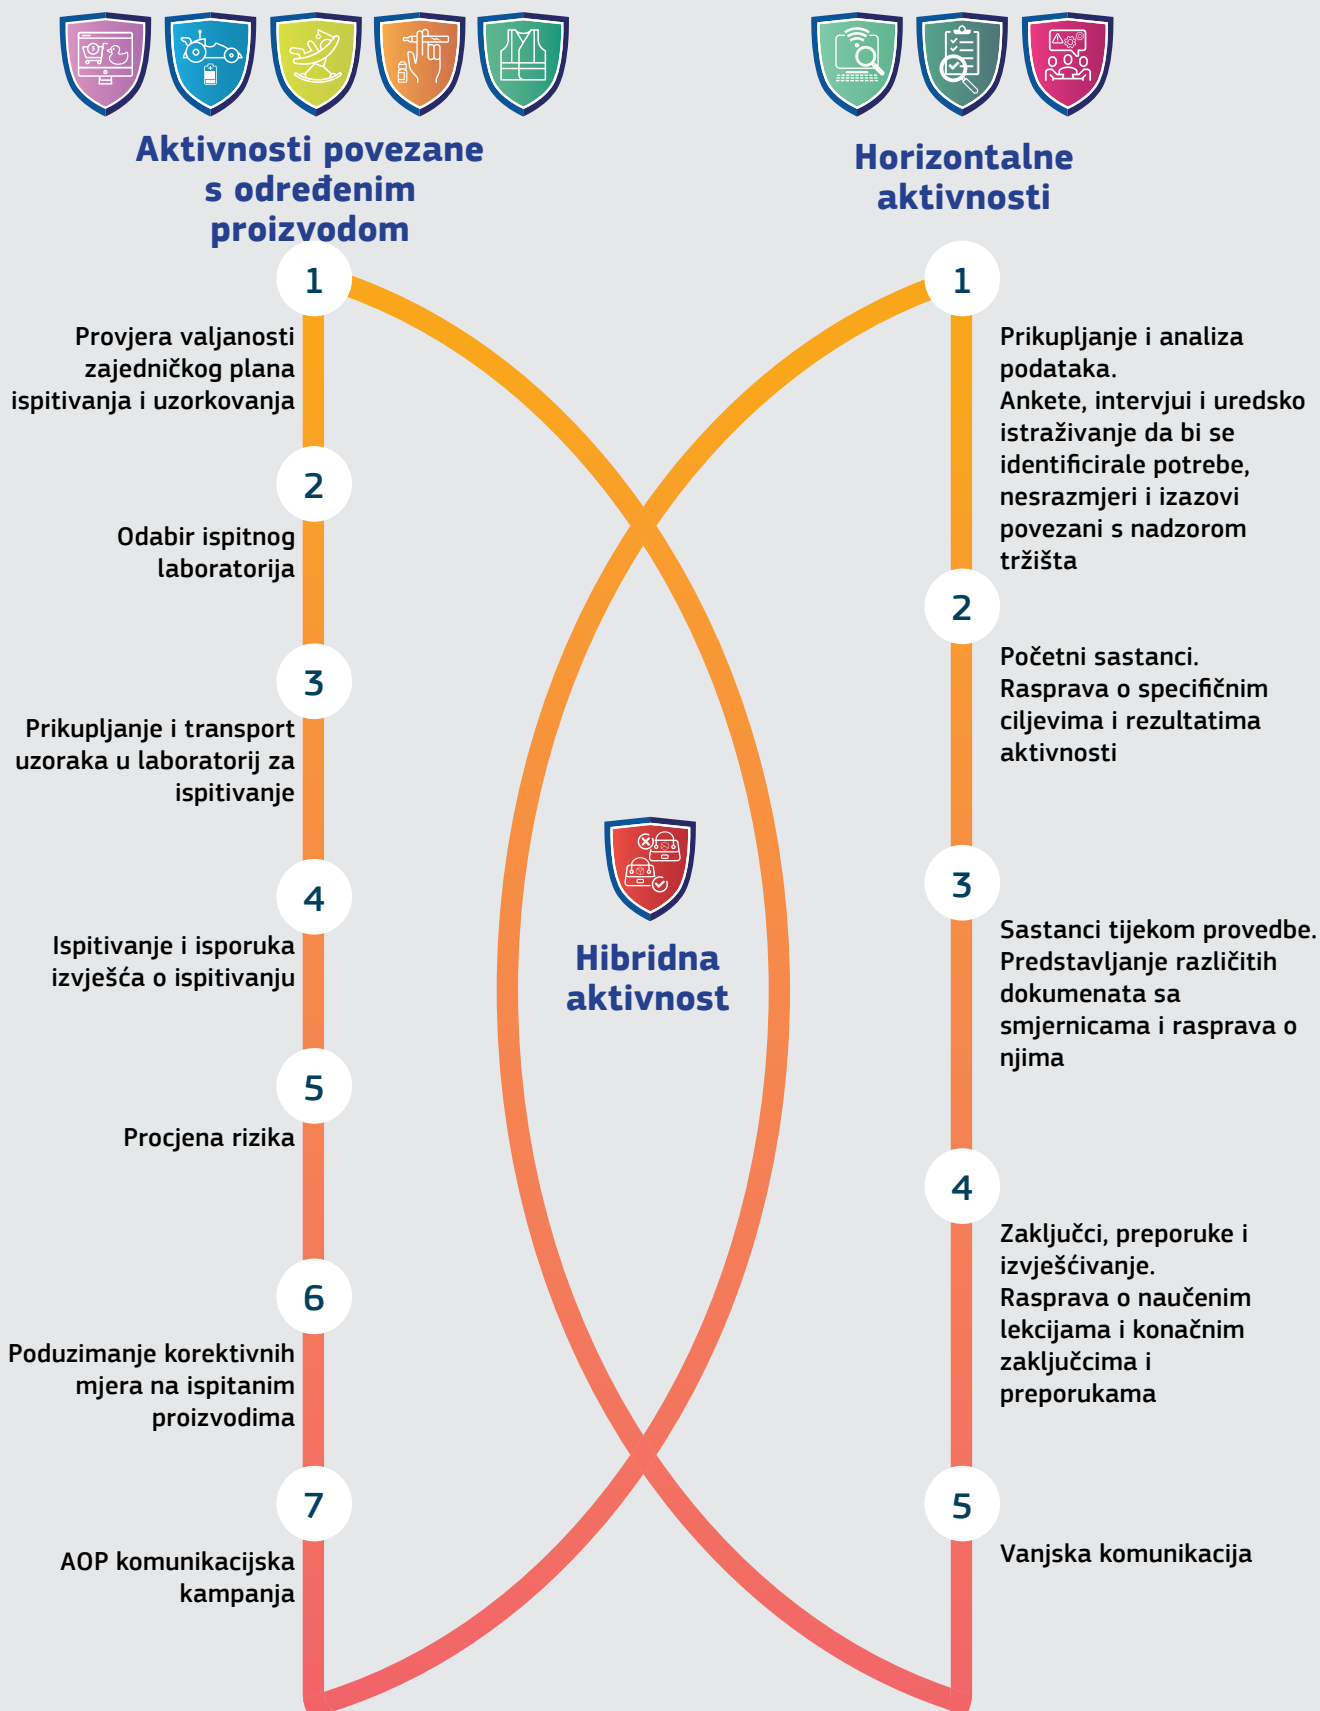 Aktivnosti povezane
s određenim
proizvodom
1
Provjera valjanosti
zajedničkog plana
ispitivanja i uzorkovanja
2
Odabir ispitnog
laboratorija
3
Prikupljanje i transport
uzoraka u laboratorij za
ispitivanje
4
Ispitivanje i isporuka
izvješća o ispitivanju
5
Procjena rizika
6
Poduzimanje korektivnih
mjera na ispitanim
proizvodima
7
AOP komunikacijska
kampanja
Hibridna
aktivnost
Horizontalne
aktivnosti
1
Prikupljanje i analiza
podataka.
Ankete, intervjui i uredsko
istraživanje da bi se
identificirale potrebe,
nesrazmjeri i izazovi
povezani s nadzorom
tržišta
2
Početni sastanci.
Rasprava o specifičnim
ciljevima i rezultatima
aktivnosti
3
Sastanci tijekom provedbe.
Predstavljanje različitih
dokumenata sa
smjernicama i rasprava o
njima
4
Zaključci, preporuke i
izvješćivanje.
Rasprava o naučenim
lekcijama i konačnim
zaključcima i
preporukama
5
Vanjska komunikacija